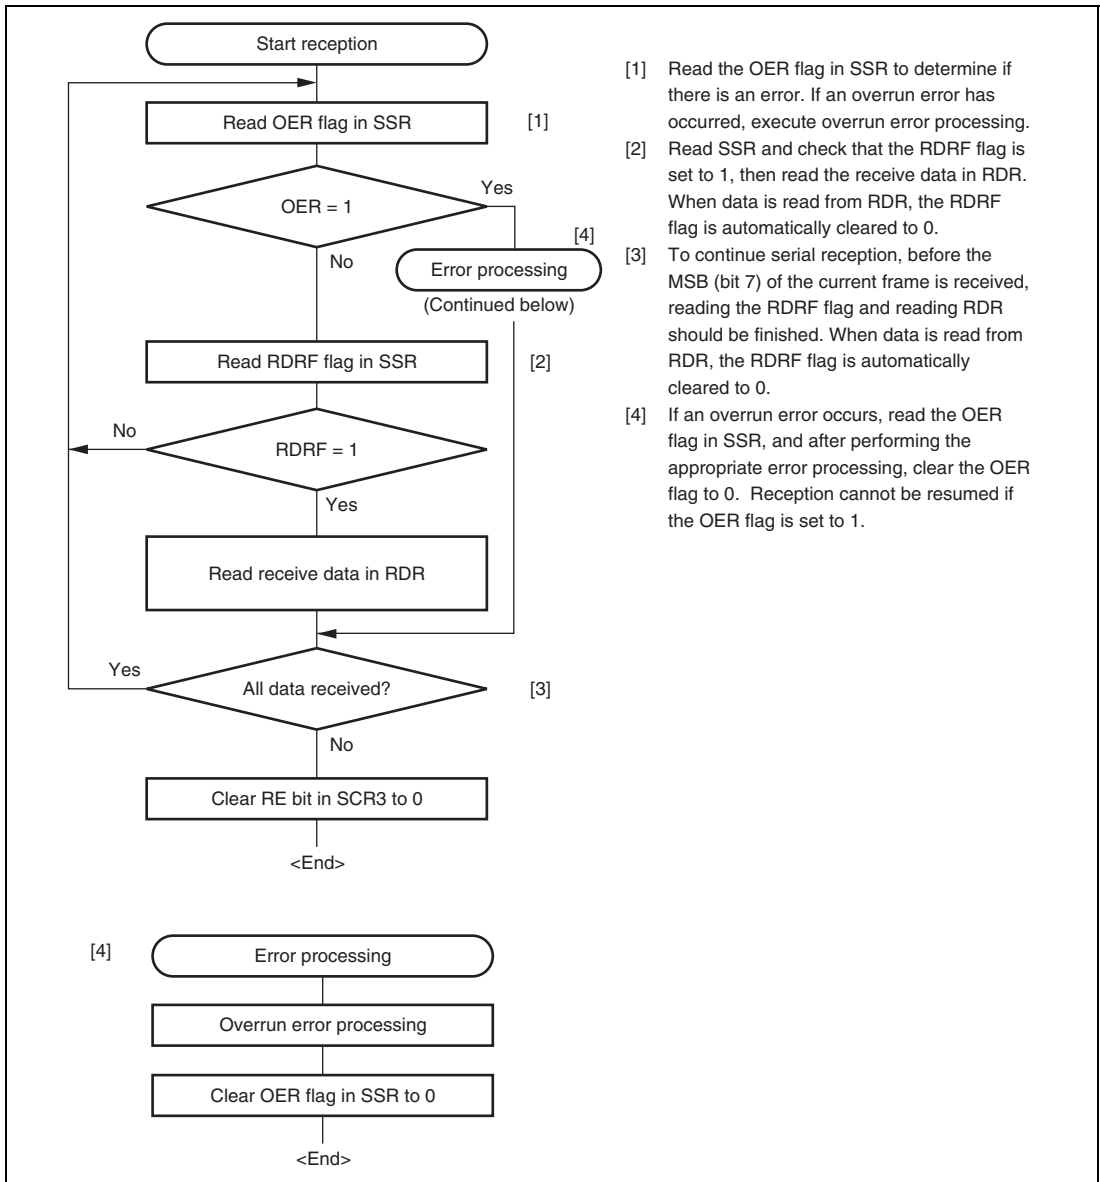 Start reception
Read OER flag in SSR
[1]
OER = 1
Yes
No
[4]
Error processing
(Continued below)
Read RDRF flag in SSR
[2]
No
RDRF = 1
Yes
Read receive data in RDR
Yes
All data received?
[3]
No
Clear RE bit in SCR3 to 0
<End>
[4]
Error processing
Overrun error processing
Clear OER flag in SSR to 0
<End>
[1] Read the OER flag in SSR to determine if
there is an error. If an overrun error has
occurred, execute overrun error processing.
[2] Read SSR and check that the RDRF flag is
set to 1, then read the receive data in RDR.
When data is read from RDR, the RDRF
flag is automatically cleared to 0.
[3] To continue serial reception, before the
MSB (bit 7) of the current frame is received,
reading the RDRF flag and reading RDR
should be finished. When data is read from
RDR, the RDRF flag is automatically
cleared to 0.
[4] If an overrun error occurs, read the OER
flag in SSR, and after performing the
appropriate error processing, clear the OER
flag to 0. Reception cannot be resumed if
the OER flag is set to 1.